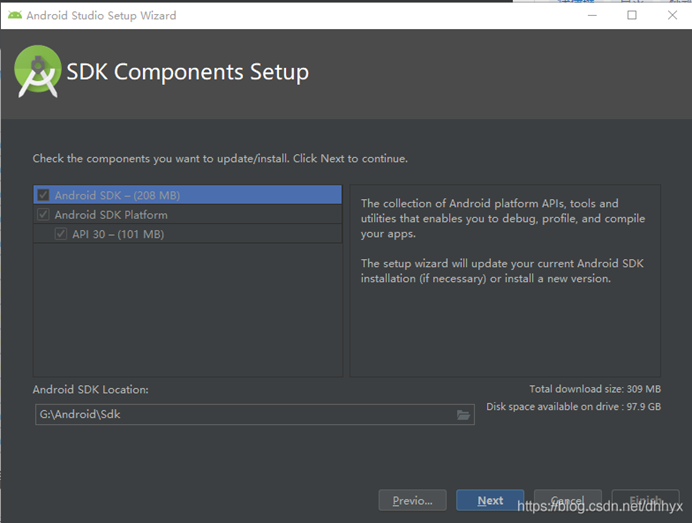 Android Studio Setup Wizard
SDK Components Setup
Check the components you want to update/install. Click Next to continue.
Android SDK – (208 MB)
Android SDK Platform
API 30 – (101 MB)
The collection of Android platform APIs, tools and
utilities that enables you to debug, profile, and compile
your apps.
The setup wizard will update your current Android SDK
installation (if necessary) or install a new version.
Android SDK Location:
G:\Android\Sdk
Total download size: 309 MB
Disk space available on drive : 97.9 GB
Previo...
Next
Cancel
Finish
https://blog.csdn.net/dhhyx